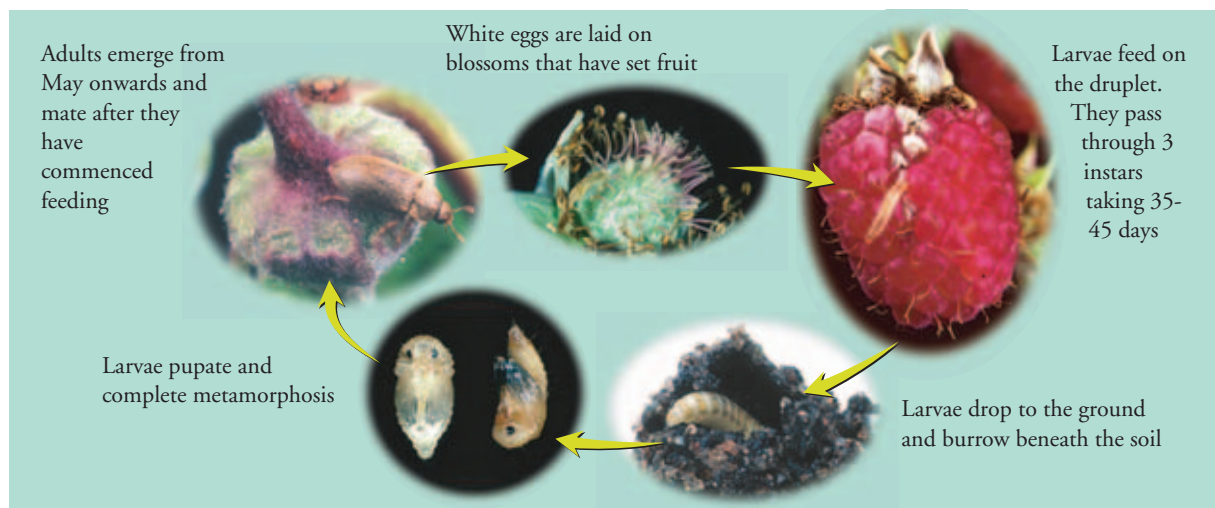 Adults emerge from
May onwards and
mate after they
have
commenced
feeding
White eggs are laid on
blossoms that have set fruit
Larvae feed on
the druplet.
They pass
through 3
instars
taking 35-
45 days
Larvae drop to the ground
and burrow beneath the soil
Larvae pupate and
complete metamorphosis